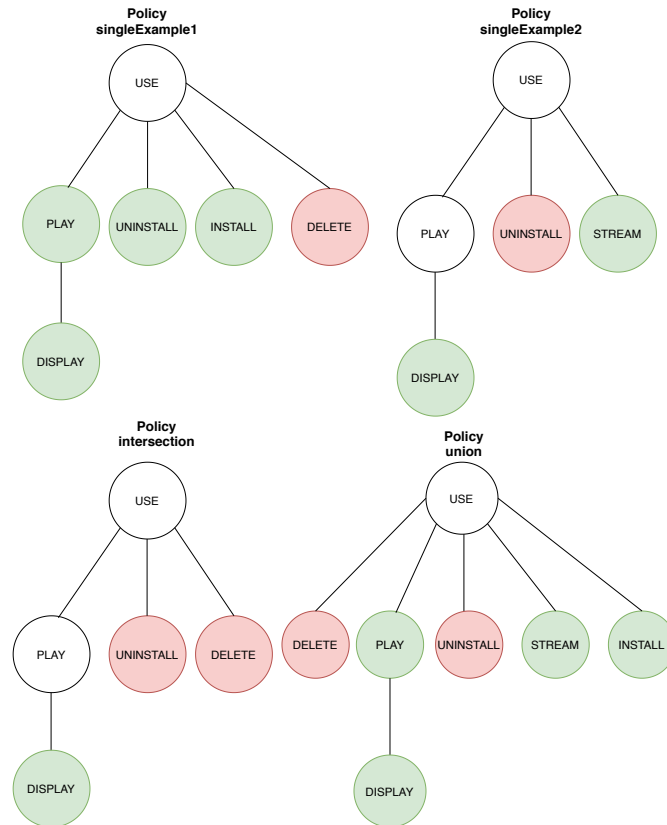 Policy
singleExample1
USE
PLAY
UNINSTALL
INSTALL
DELETE
DISPLAY
Policy
singleExample2
USE
PLAY
UNINSTALL
STREAM
DISPLAY
Policy
intersection
USE
PLAY
UNINSTALL
DELETE
DISPLAY
Policy
union
USE
DELETE
PLAY
UNINSTALL
STREAM
INSTALL
DISPLAY